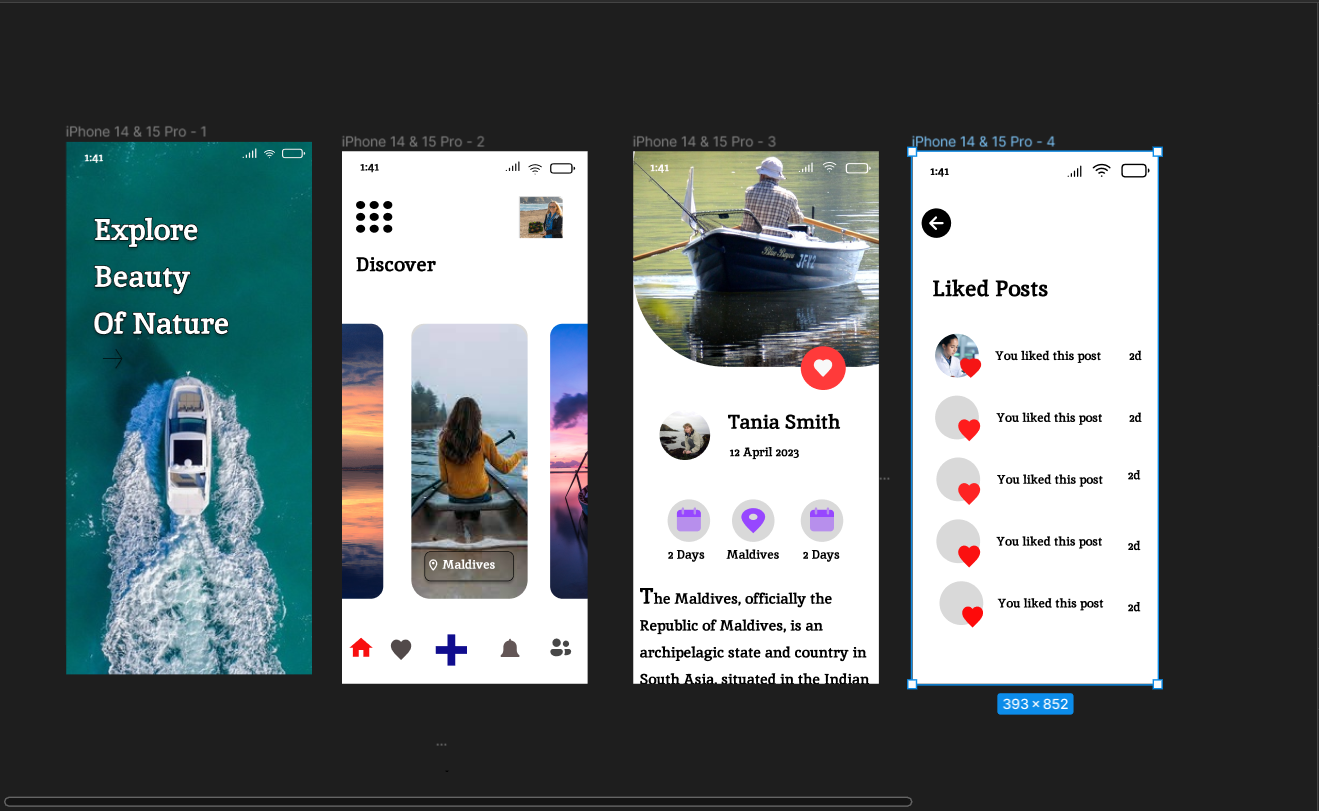 iPhone 14 & 15 Pro - 1
1:41
Explore
Beauty
Of Nature
iPhone 14 & 15 Pro - 2
1:41
Discover
Maldives
iPhone 14 & 15 Pro - 3
1:41
JFY2
Tania Smith
12 April 2023
2 Days
Maldives
2 Days
The Maldives, officially the
Republic of Maldives, is an
archipelagic state and country in
South Asia, situated in the Indian
iPhone 14 & 15 Pro - 4
1:41
Liked Posts
You liked this post 2d
You liked this post 2d
You liked this post 2d
You liked this post 2d
You liked this post 2d
393 × 852